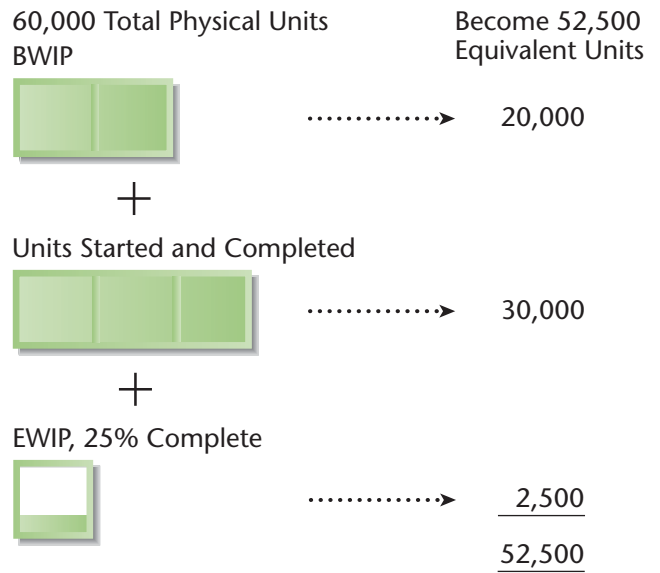 60,000 Total Physical Units
BWIP
Become 52,500
Equivalent Units
20,000
+
Units Started and Completed
30,000
+
EWIP, 25% Complete
2,500
52,500